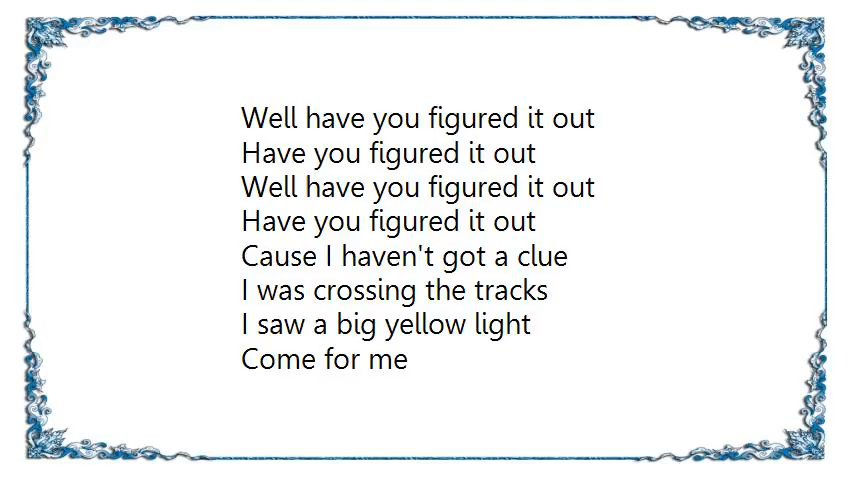 Well have you figured it out
Have you figured it out
Well have you figured it out
Have you figured it out
Cause I haven't got a clue
I was crossing the tracks
I saw a big yellow light
Come for me